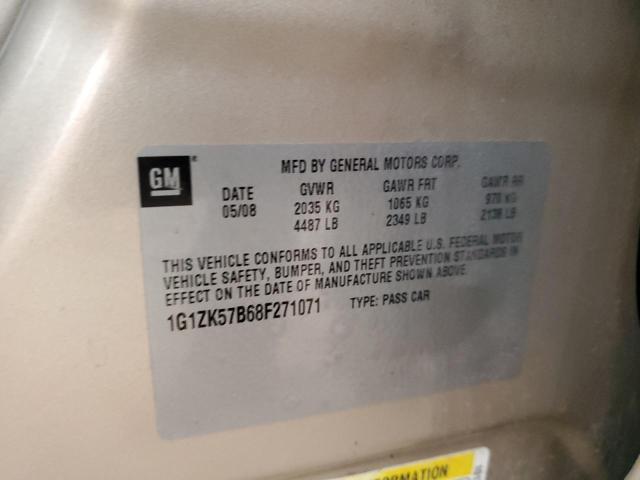 GM
MFD BY GENERAL MOTORS CORP.
DATE GVWR GAWR FRT GAWR RR
05/08 2035 KG 1065 KG 970 KG
4487 LB 2349 LB 2138 LB
THIS VEHICLE CONFORMS TO ALL APPLICABLE U.S. FEDERAL MOTOR
VEHICLE SAFETY, BUMPER, AND THEFT PREVENTION STANDARDS IN
EFFECT ON THE DATE OF MANUFACTURE SHOWN ABOVE.
1G1ZK57B68F271071 TYPE: PASS CAR